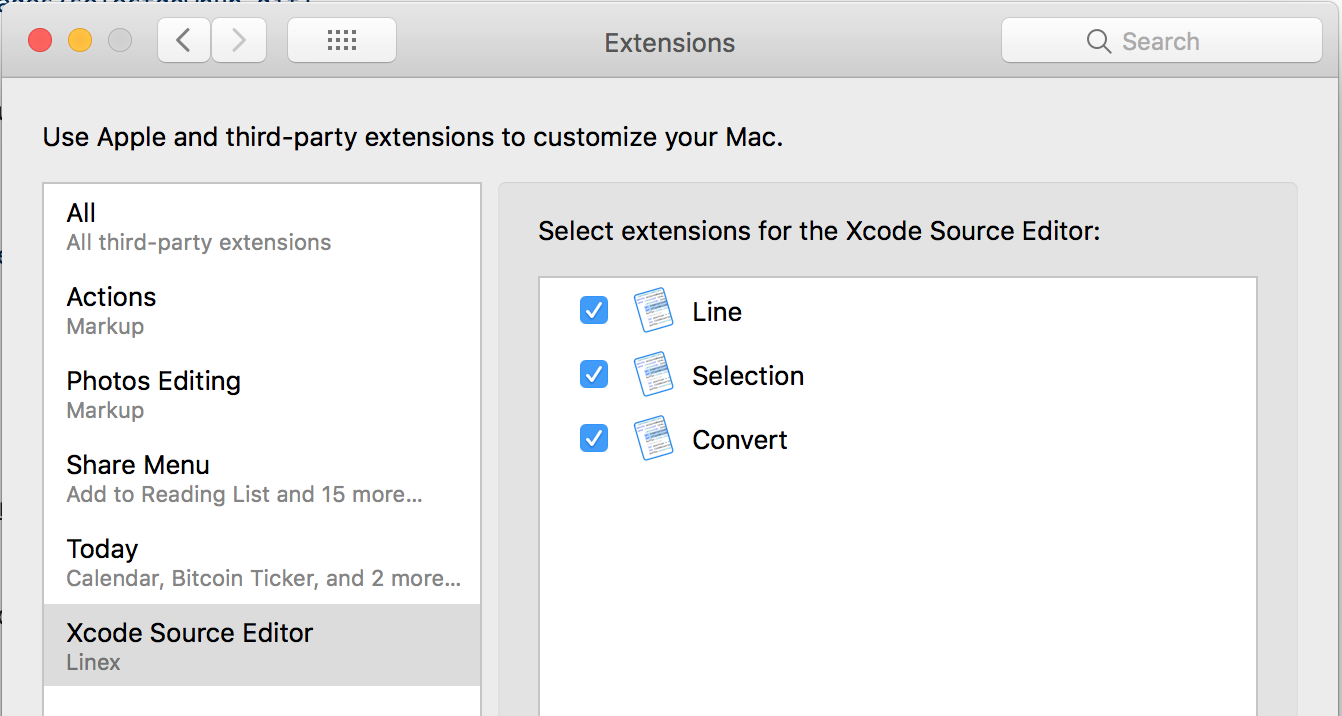 Extensions
Search
Use Apple and third-party extensions to customize your Mac.
All
All third-party extensions
Actions
Markup
Photos Editing
Markup
Share Menu
Add to Reading List and 15 more...
Today
Calendar, Bitcoin Ticker, and 2 more...
Xcode Source Editor
Linex
Select extensions for the Xcode Source Editor:
Line
Selection
Convert